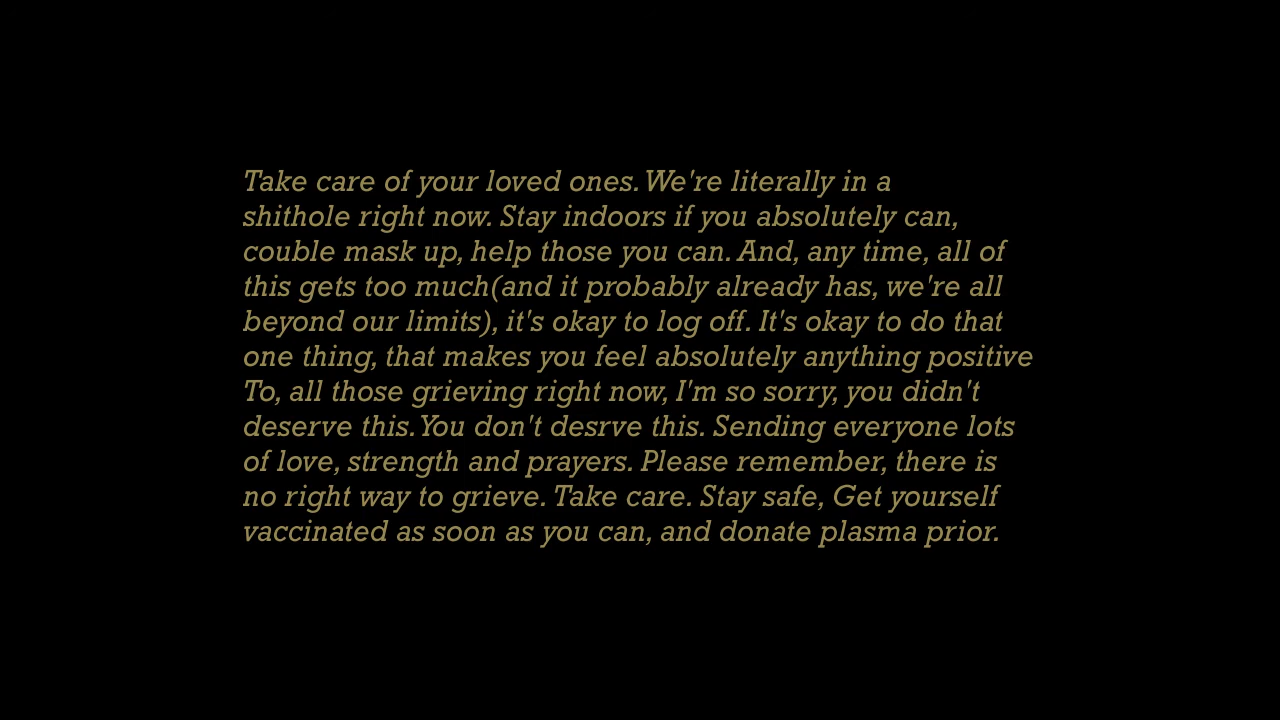 Take care of your loved ones. We're literally in a
shithole right now. Stay indoors if you absolutely can,
couble mask up, help those you can. And, any time, all of
this gets too much(and it probably already has, we're all
beyond our limits), it's okay to log off. It's okay to do that
one thing, that makes you feel absolutely anything positive
To, all those grieving right now, I'm so sorry, you didn't
deserve this. You don't desrve this. Sending everyone lots
of love, strength and prayers. Please remember, there is
no right way to grieve. Take care. Stay safe, Get yourself
vaccinated as soon as you can, and donate plasma prior.